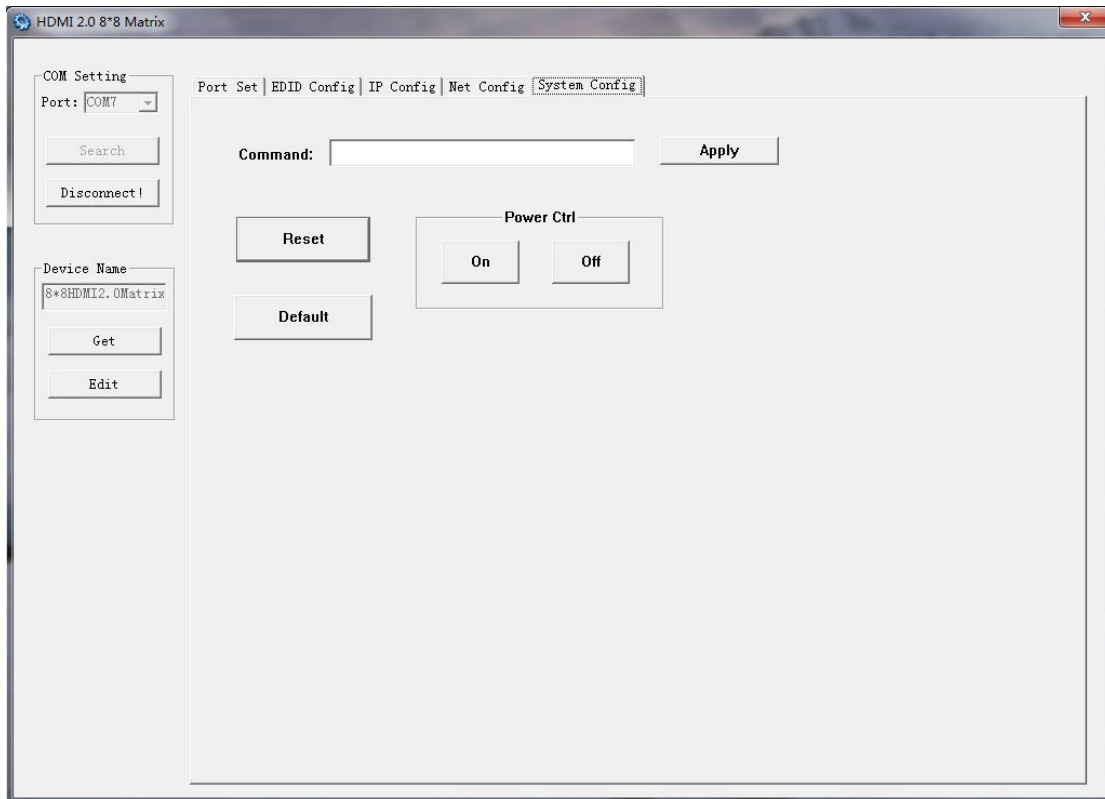 HDMI 2.0 8*8 Matrix
x
COM Setting
Port: COM7
Search
Disconnect!
Device Name
8*8HDMI2.0Matrix
Get
Edit
Port Set EDID Config IP Config Net Config System Config
Command:
Apply
Reset
Default
Power Ctrl
On
Off